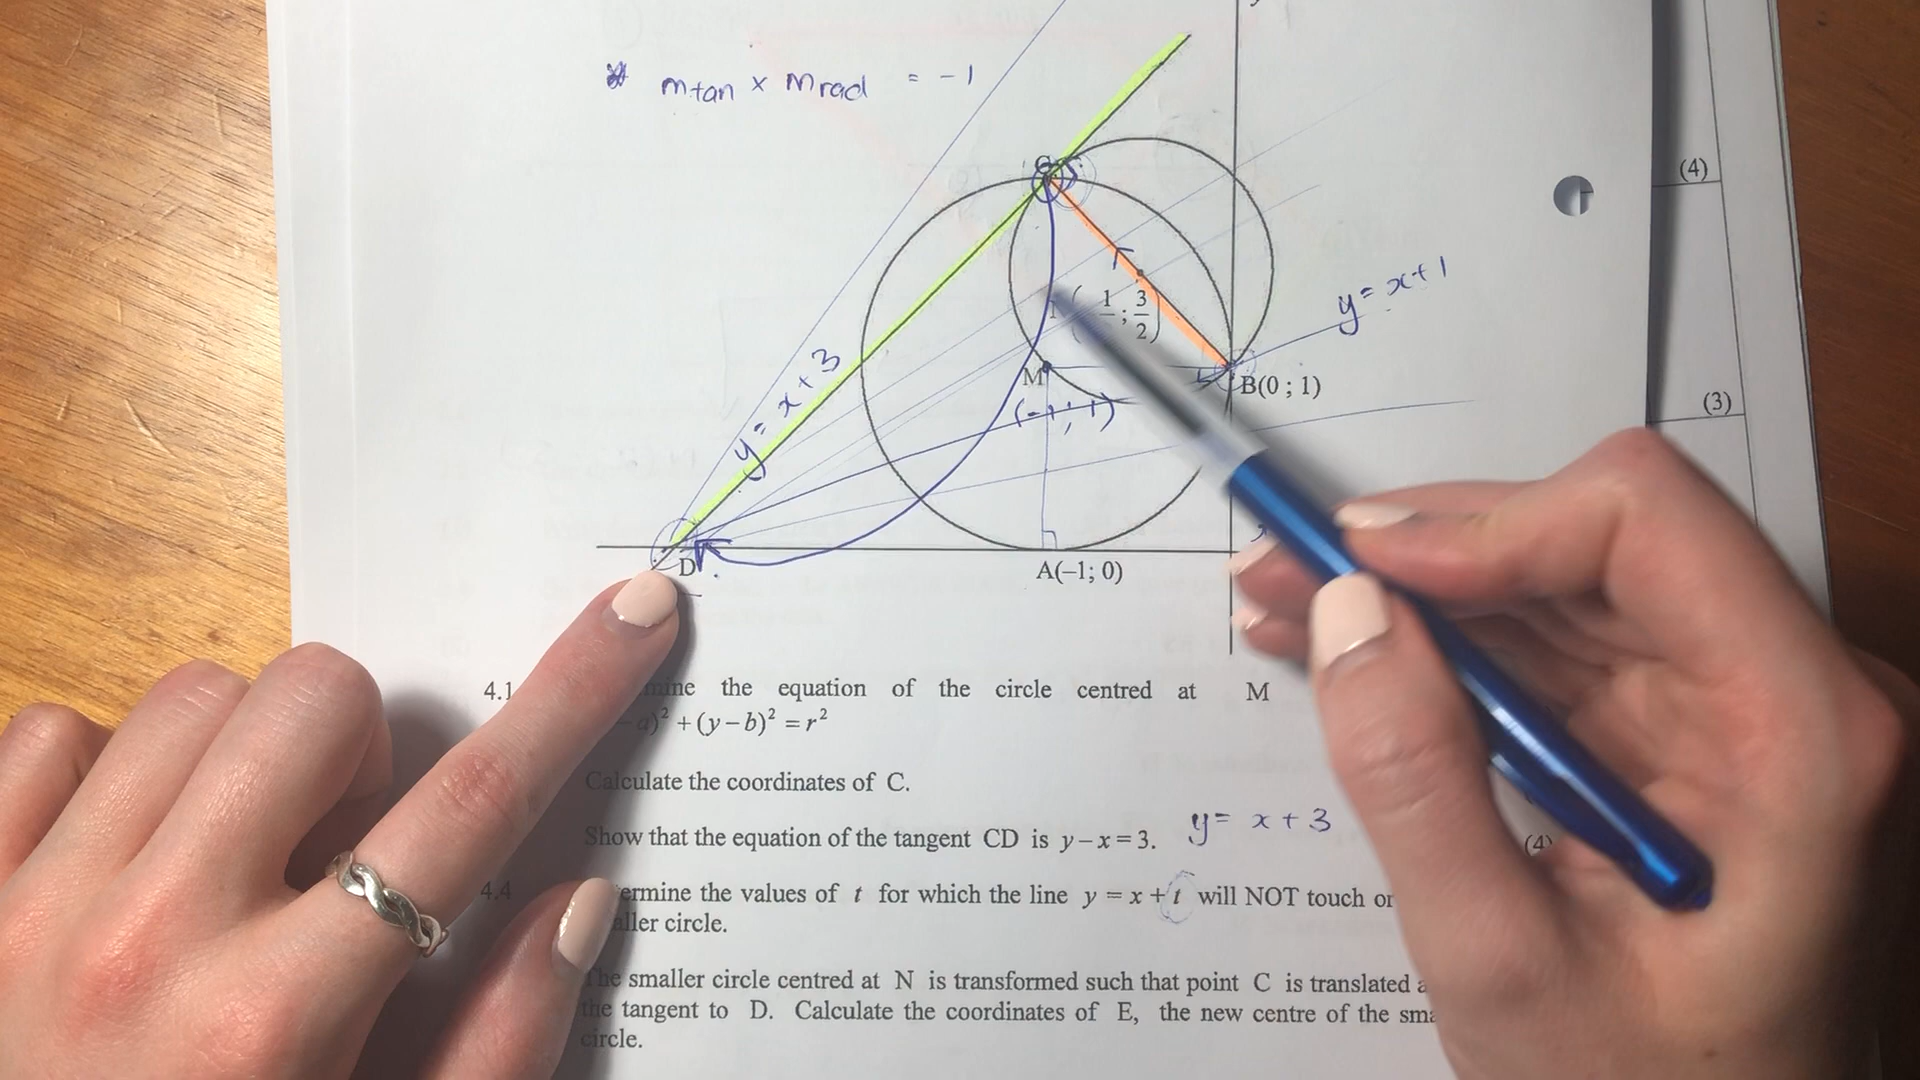 m tan × m rad = -1
(4)
C
1 3
; 2
y = x+1
y = x + 3
M
B(0 ; 1)
(-1 ; 1)
(3)
D
A(–1; 0)
4.1 the equation of the circle centred at M
a)² + (y – b)² = r²
Calculate the coordinates of C.
Show that the equation of the tangent CD is y – x = 3. y = x + 3
(4)
4.4 the values of t for which the line y = x + t will NOT touch or
circle.
The smaller circle centred at N is transformed such that point C is translated
the tangent to D. Calculate the coordinates of E, the new centre of the
circle.